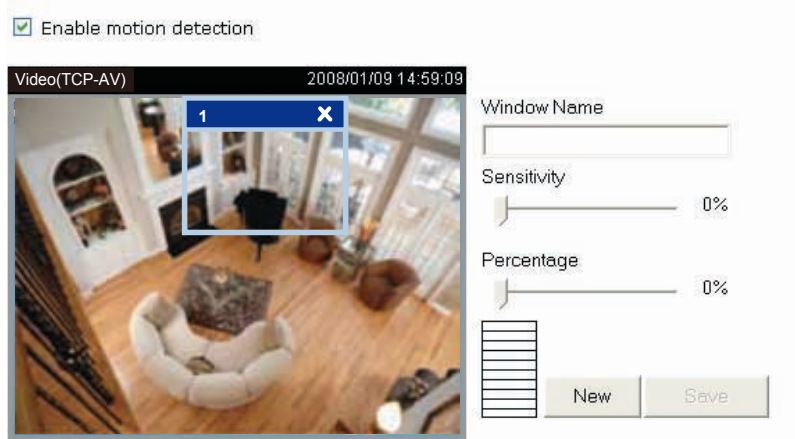 Enable motion detection
Video(TCP-AV) 2008/01/09 14:59:09
1
Window Name
Sensitivity
0%
Percentage
0%
New Save